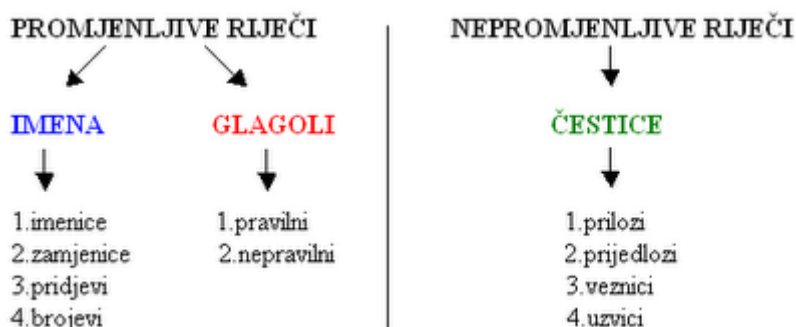 PROMJENLJIVE RIJEČI
IMENA
1.imenice
2.zamjenice
3.pridjevi
4.brojevi
GLAGOLI
1.pravilni
2.nepravilni
NEPROMJENLJIVE RIJEČI
ČESTICE
1.prilozi
2.prijedlozi
3.veznici
4.uzvici